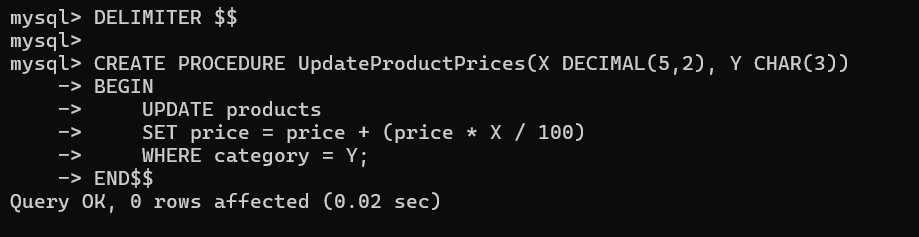 mysql> DELIMITER $$
mysql>
mysql> CREATE PROCEDURE UpdateProductPrices(X DECIMAL(5,2), Y CHAR(3))
    -> BEGIN
    ->     UPDATE products
    ->     SET price = price + (price * X / 100)
    ->     WHERE category = Y;
    -> END$$
Query OK, 0 rows affected (0.02 sec)